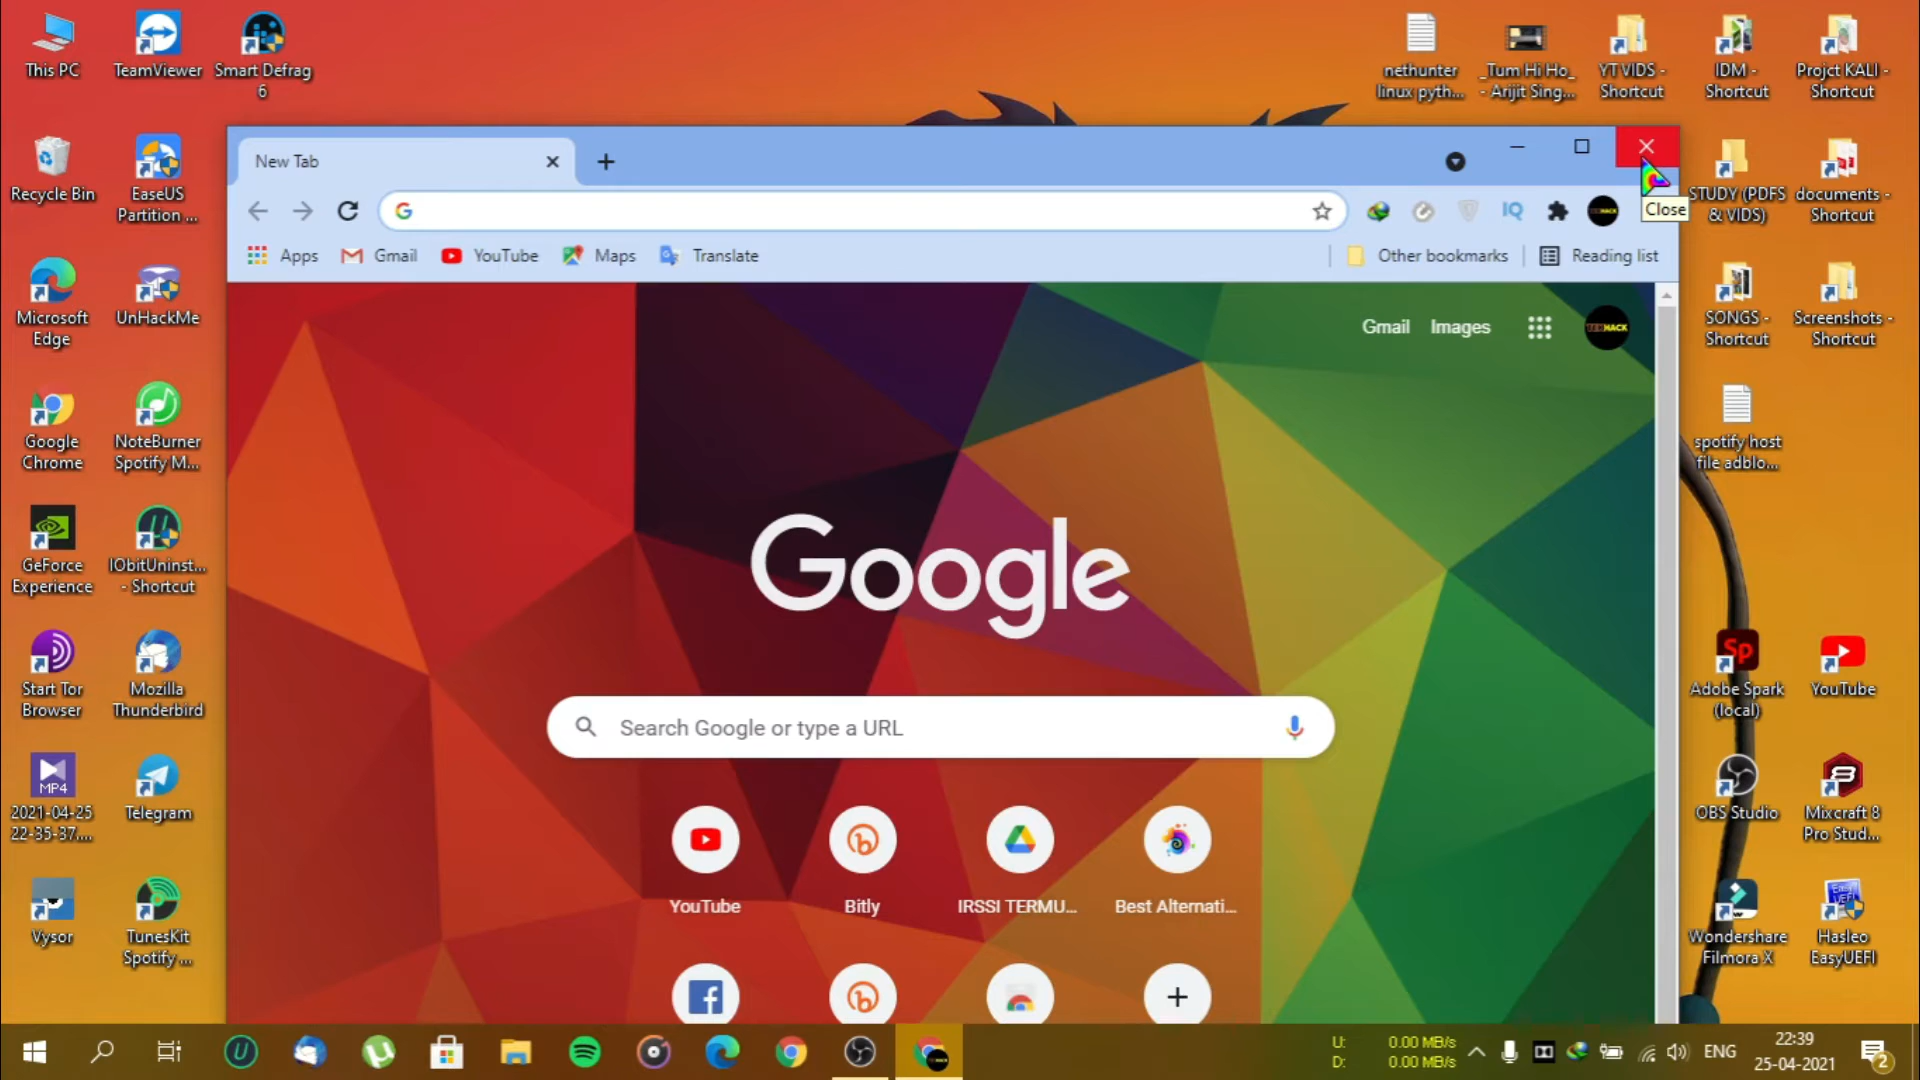 This PC
TeamViewer
Smart Defrag
6
nethunter
linux pyth...
_Tum Hi Ho_
- Arijit Sing...
YT VIDS -
Shortcut
IDM -
Shortcut
Projct KALI -
Shortcut
Recycle Bin
EaseUS
Partition ...
New Tab
Close
STUDY (PDFS
& VIDS)
documents -
Shortcut
IQ
Apps
Gmail
YouTube
Maps
Translate
Other bookmarks
Reading list
Microsoft
Edge
UnHackMe
Gmail
Images
SONGS -
Shortcut
Screenshots -
Shortcut
Google
Chrome
NoteBurner
Spotify M...
spotify host
file adblo...
GeForce
Experience
IObitUninst...
- Shortcut
Google
Start Tor
Browser
Mozilla
Thunderbird
Search Google or type a URL
Sp
Adobe Spark
(local)
YouTube
MP4
2021-04-25
22-35-37....
Telegram
OBS Studio
Mixcraft 8
Pro Stud...
YouTube
Bitly
IRSSI TERMU...
Best Alternati...
Vysor
TunesKit
Spotify ...
Wondershare
Filmora X
Hasleo
EasyUEFI
U: 0.00 MB/s
D: 0.00 MB/s
ENG
22:39
25-04-2021
2